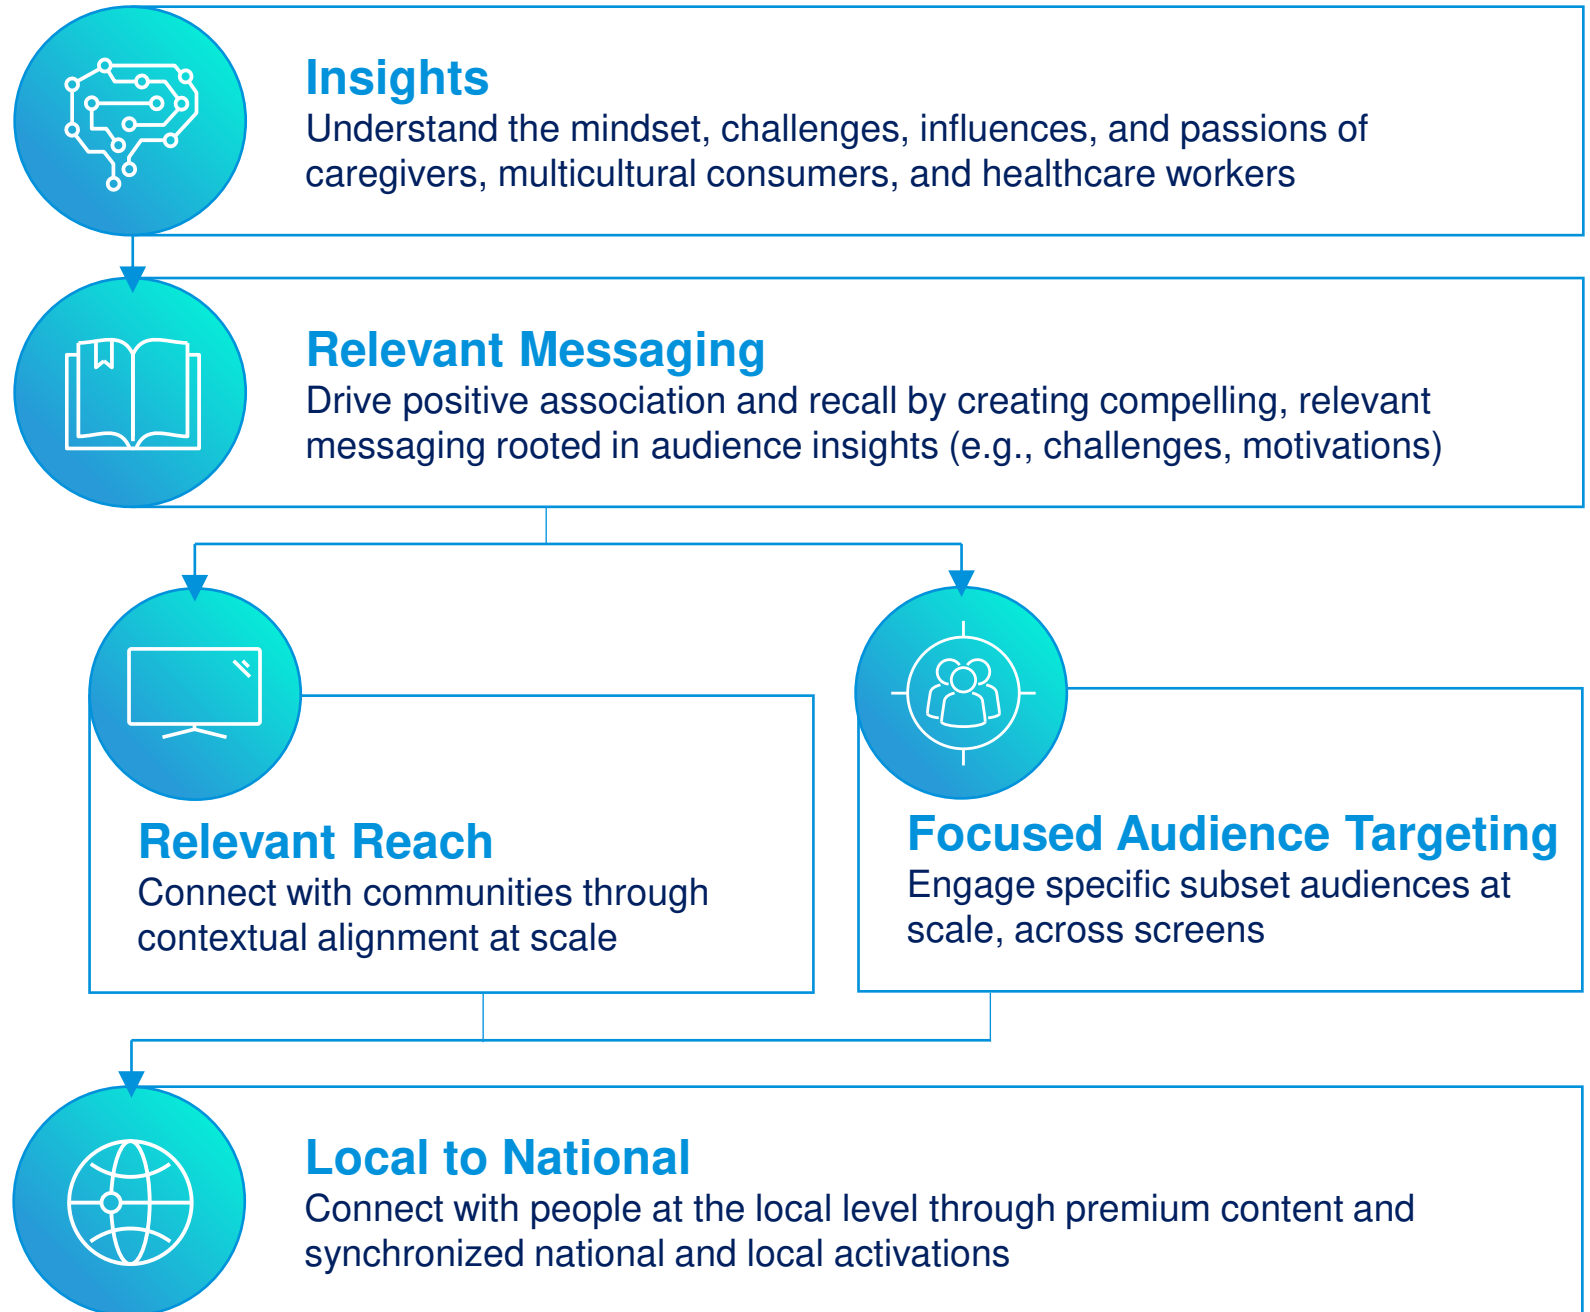 Insights
Understand the mindset, challenges, influences, and passions of
caregivers, multicultural consumers, and healthcare workers
Relevant Messaging
Drive positive association and recall by creating compelling, relevant
messaging rooted in audience insights (e.g., challenges, motivations)
Relevant Reach
Connect with communities through
contextual alignment at scale
Focused Audience Targeting
Engage specific subset audiences at
scale, across screens
Local to National
Connect with people at the local level through premium content and
synchronized national and local activations